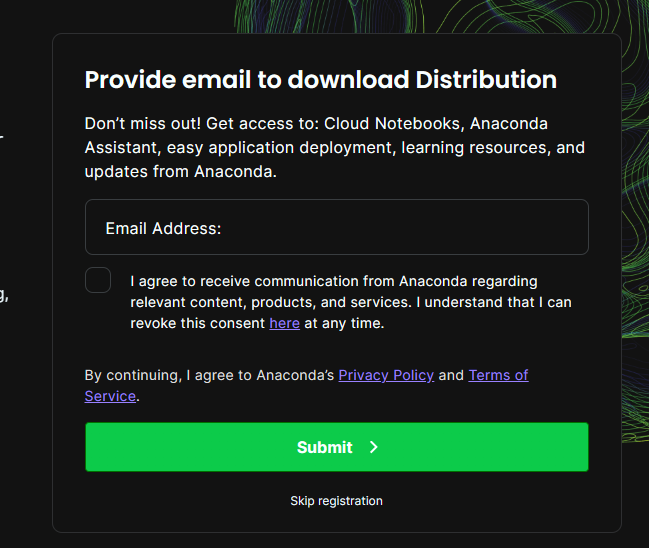 Provide email to download Distribution
Don’t miss out! Get access to: Cloud Notebooks, Anaconda
Assistant, easy application deployment, learning resources, and
updates from Anaconda.
Email Address:
I agree to receive communication from Anaconda regarding
relevant content, products, and services. I understand that I can
revoke this consent here at any time.
By continuing, I agree to Anaconda’s Privacy Policy and Terms of
Service.
Submit
Skip registration